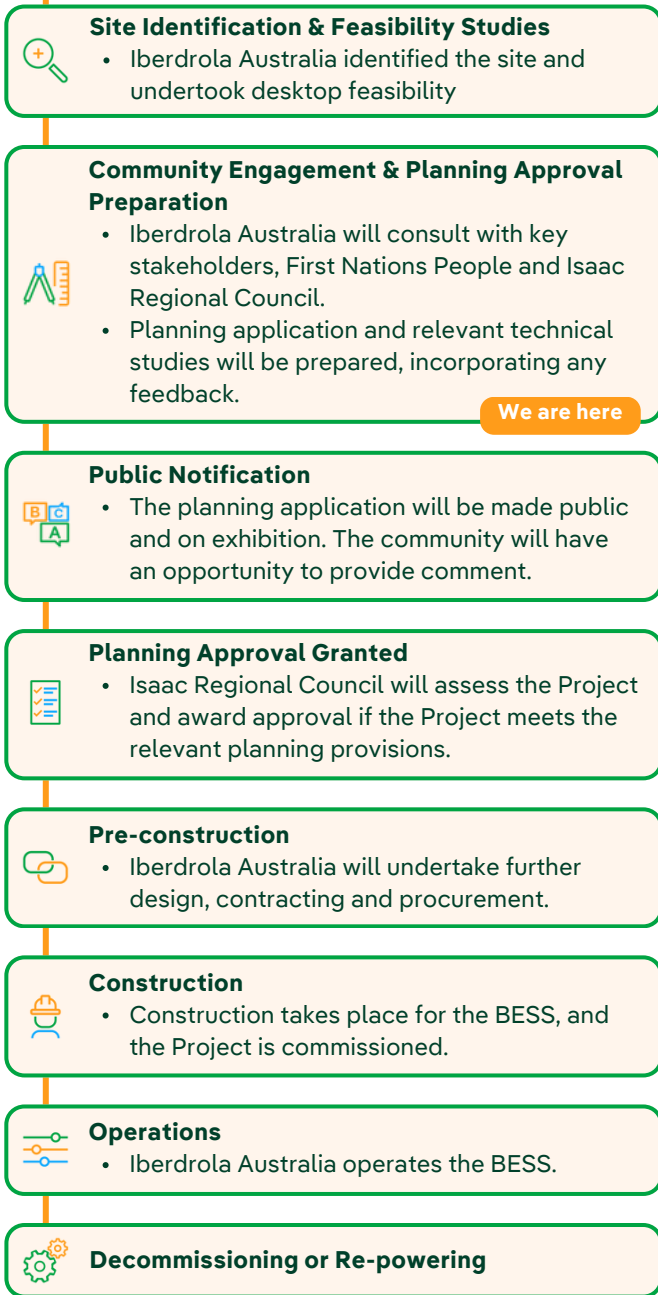 Site Identification & Feasibility Studies
• Iberdrola Australia identified the site and
undertook desktop feasibility
Community Engagement & Planning Approval
Preparation
• Iberdrola Australia will consult with key
stakeholders, First Nations People and Isaac
Regional Council.
• Planning application and relevant technical
studies will be prepared, incorporating any
feedback.
We are here
Public Notification
• The planning application will be made public
and on exhibition. The community will have
an opportunity to provide comment.
B C
A
Planning Approval Granted
• Isaac Regional Council will assess the Project
and award approval if the Project meets the
relevant planning provisions.
Pre-construction
• Iberdrola Australia will undertake further
design, contracting and procurement.
Construction
• Construction takes place for the BESS, and
the Project is commissioned.
Operations
• Iberdrola Australia operates the BESS.
Decommissioning or Re-powering